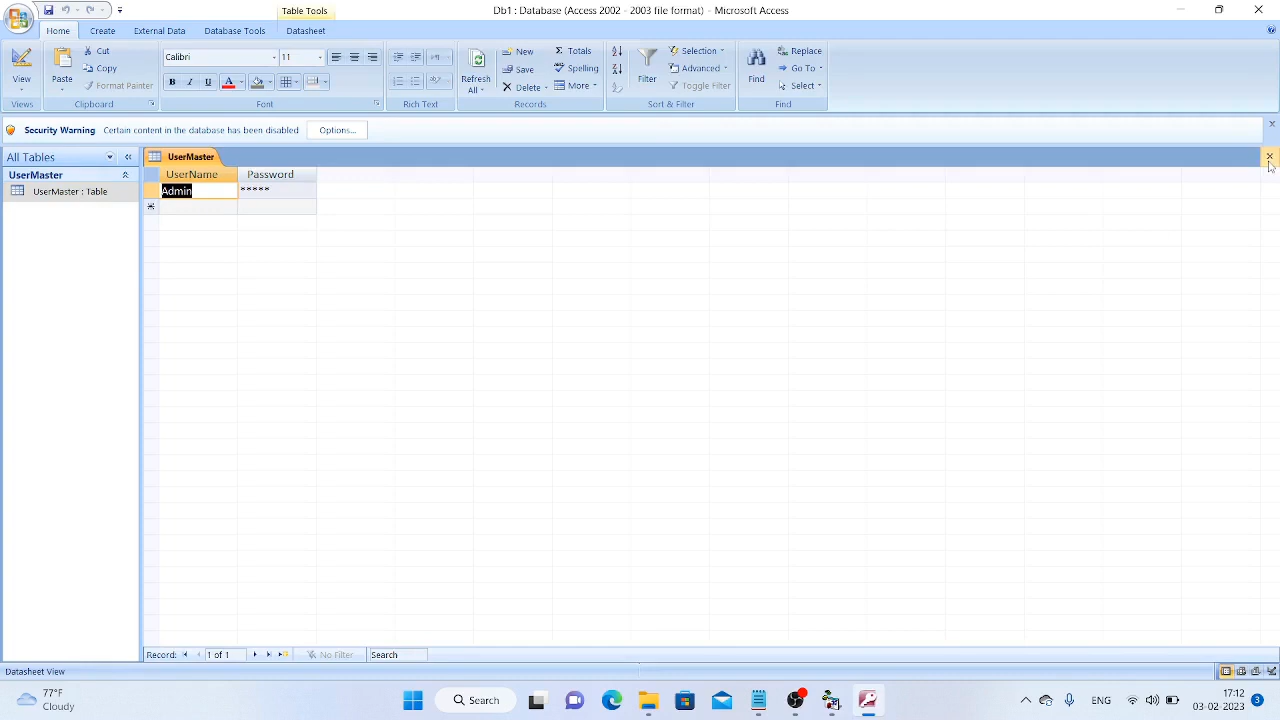 Table Tools
Db1 : Database (Access 2002 - 2003 file format) - Microsoft Access
Home Create External Data Database Tools Datasheet
View
Views
Paste
Cut
Copy
Format Painter
Clipboard
Calibri 11
B I U A
Font
Rich Text
Refresh All
New
Save
Delete
Totals
Spelling
More
Records
Filter
Selection
Advanced
Toggle Filter
Sort & Filter
Find
Replace
Go To
Select
Find
Security Warning Certain content in the database has been disabled Options...
All Tables
UserMaster
UserMaster : Table
UserMaster
UserName Password
Admin *****
Record: 1 of 1 No Filter Search
Datasheet View
77°F
Cloudy
Search
ENG
17:12
03-02-2023
3